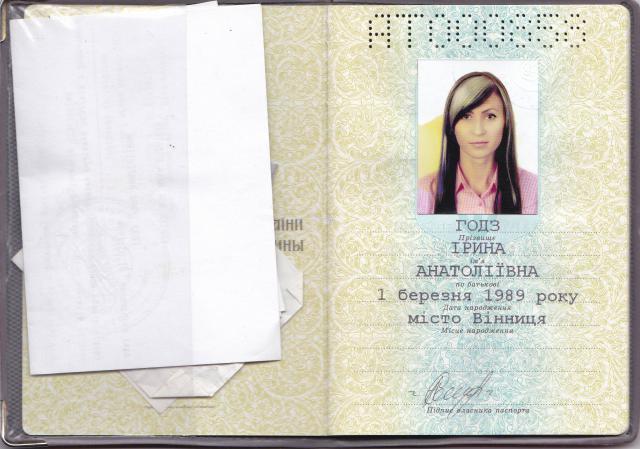 АТ000858
їни
ины
ГОДЗ
Прізвище
ІРИНА
Ім'я
АНАТОЛІЇВНА
по батькові
1 березня 1989 року
Дата народження
місто Вінниця
Місце народження
Підпис власника паспорта